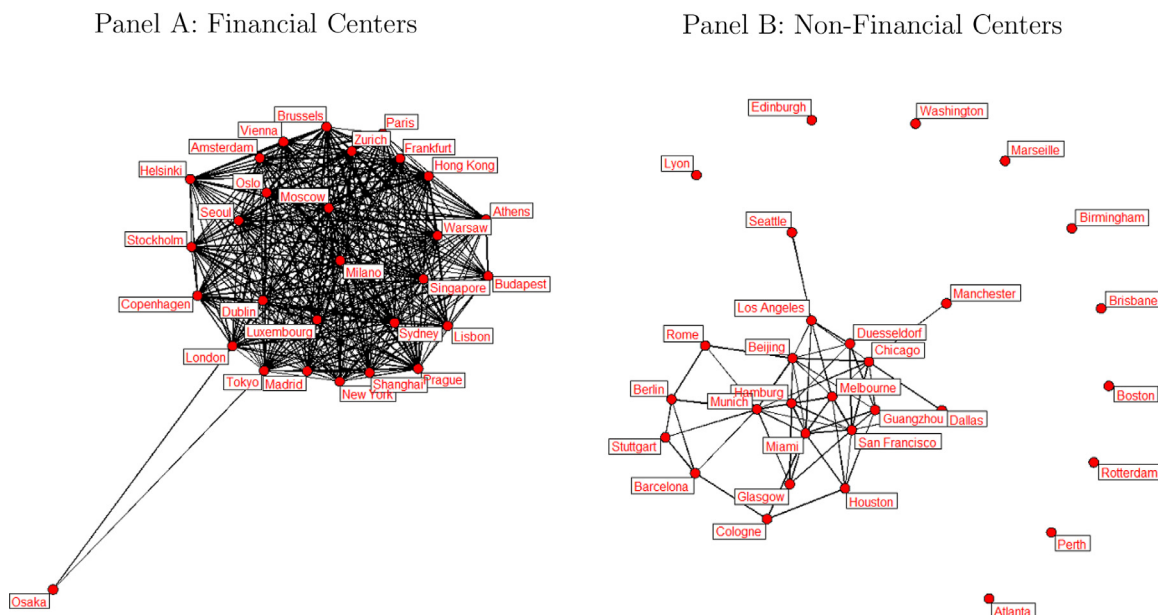 Panel A: Financial Centers
Panel B: Non-Financial Centers
Brussels
Paris
Vienna
Zurich
Amsterdam
Frankfurt
Helsinki
Hong Kong
Oslo
Moscow
Seoul
Athens
Stockholm
Warsaw
Milano
Copenhagen
Singapore
Budapest
Dublin
Luxembourg
Sydney
Lisbon
London
Tokyo
Madrid
New York
Shanghai
Prague
Osaka
Edinburgh
Washington
Lyon
Marseille
Seattle
Birmingham
Los Angeles
Manchester
Brisbane
Rome
Beijing
Duesseldorf
Chicago
Berlin
Hamburg
Melbourne
Munich
Boston
Guangzhou
Dallas
Stuttgart
Miami
San Francisco
Barcelona
Glasgow
Houston
Rotterdam
Cologne
Perth
Atlanta